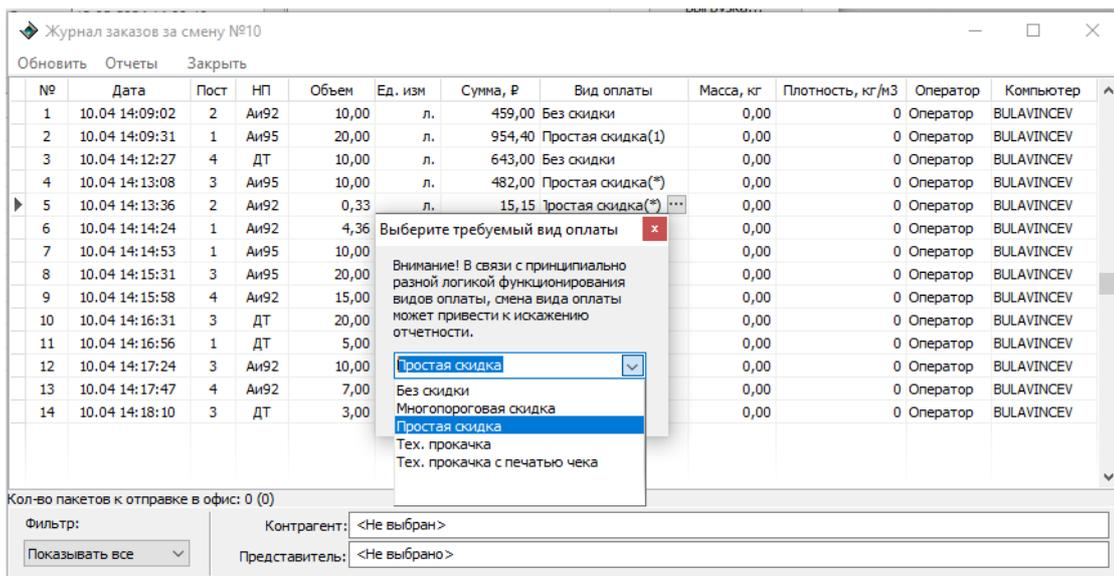 Журнал заказов за смену №10
Обновить Отчеты Закрыть
№ Дата Пост НП Объем Ед. изм Сумма, ₽ Вид оплаты Масса, кг Плотность, кг/м3 Оператор Компьютер
1 10.04 14:09:02 2 Аи92 10,00 л. 459,00 Без скидки 0,00 0 Оператор BULAVINCEV
2 10.04 14:09:31 1 Аи95 20,00 л. 954,40 Простая скидка(1) 0,00 0 Оператор BULAVINCEV
3 10.04 14:12:27 4 ДТ 10,00 л. 643,00 Без скидки 0,00 0 Оператор BULAVINCEV
4 10.04 14:13:08 3 Аи95 10,00 л. 482,00 Простая скидка(*) 0,00 0 Оператор BULAVINCEV
5 10.04 14:13:36 2 Аи92 0,33 л. 15,15 Простая скидка(*) ... 0,00 0 Оператор BULAVINCEV
6 10.04 14:14:24 1 Аи92 4,36 0,00 0 Оператор BULAVINCEV
7 10.04 14:14:53 1 Аи95 10,00 0,00 0 Оператор BULAVINCEV
8 10.04 14:15:31 3 Аи95 20,00 0,00 0 Оператор BULAVINCEV
9 10.04 14:15:58 4 Аи92 15,00 0,00 0 Оператор BULAVINCEV
10 10.04 14:16:31 3 ДТ 20,00 0,00 0 Оператор BULAVINCEV
11 10.04 14:16:56 1 ДТ 5,00 0,00 0 Оператор BULAVINCEV
12 10.04 14:17:24 3 Аи92 10,00 0,00 0 Оператор BULAVINCEV
13 10.04 14:17:47 4 Аи92 7,00 0,00 0 Оператор BULAVINCEV
14 10.04 14:18:10 3 ДТ 3,00 0,00 0 Оператор BULAVINCEV
Выберите требуемый вид оплаты x
Внимание! В связи с принципиально
разной логикой функционирования
видов оплаты, смена вида оплаты
может привести к искажению
отчетности.
Простая скидка
Без скидки
Многопороговая скидка
Простая скидка
Тех. прокачка
Тех. прокачка с печатью чека
Кол-во пакетов к отправке в офис: 0 (0)
Фильтр:
Показывать все
Контрагент: <Не выбран>
Представитель: <Не выбрано>